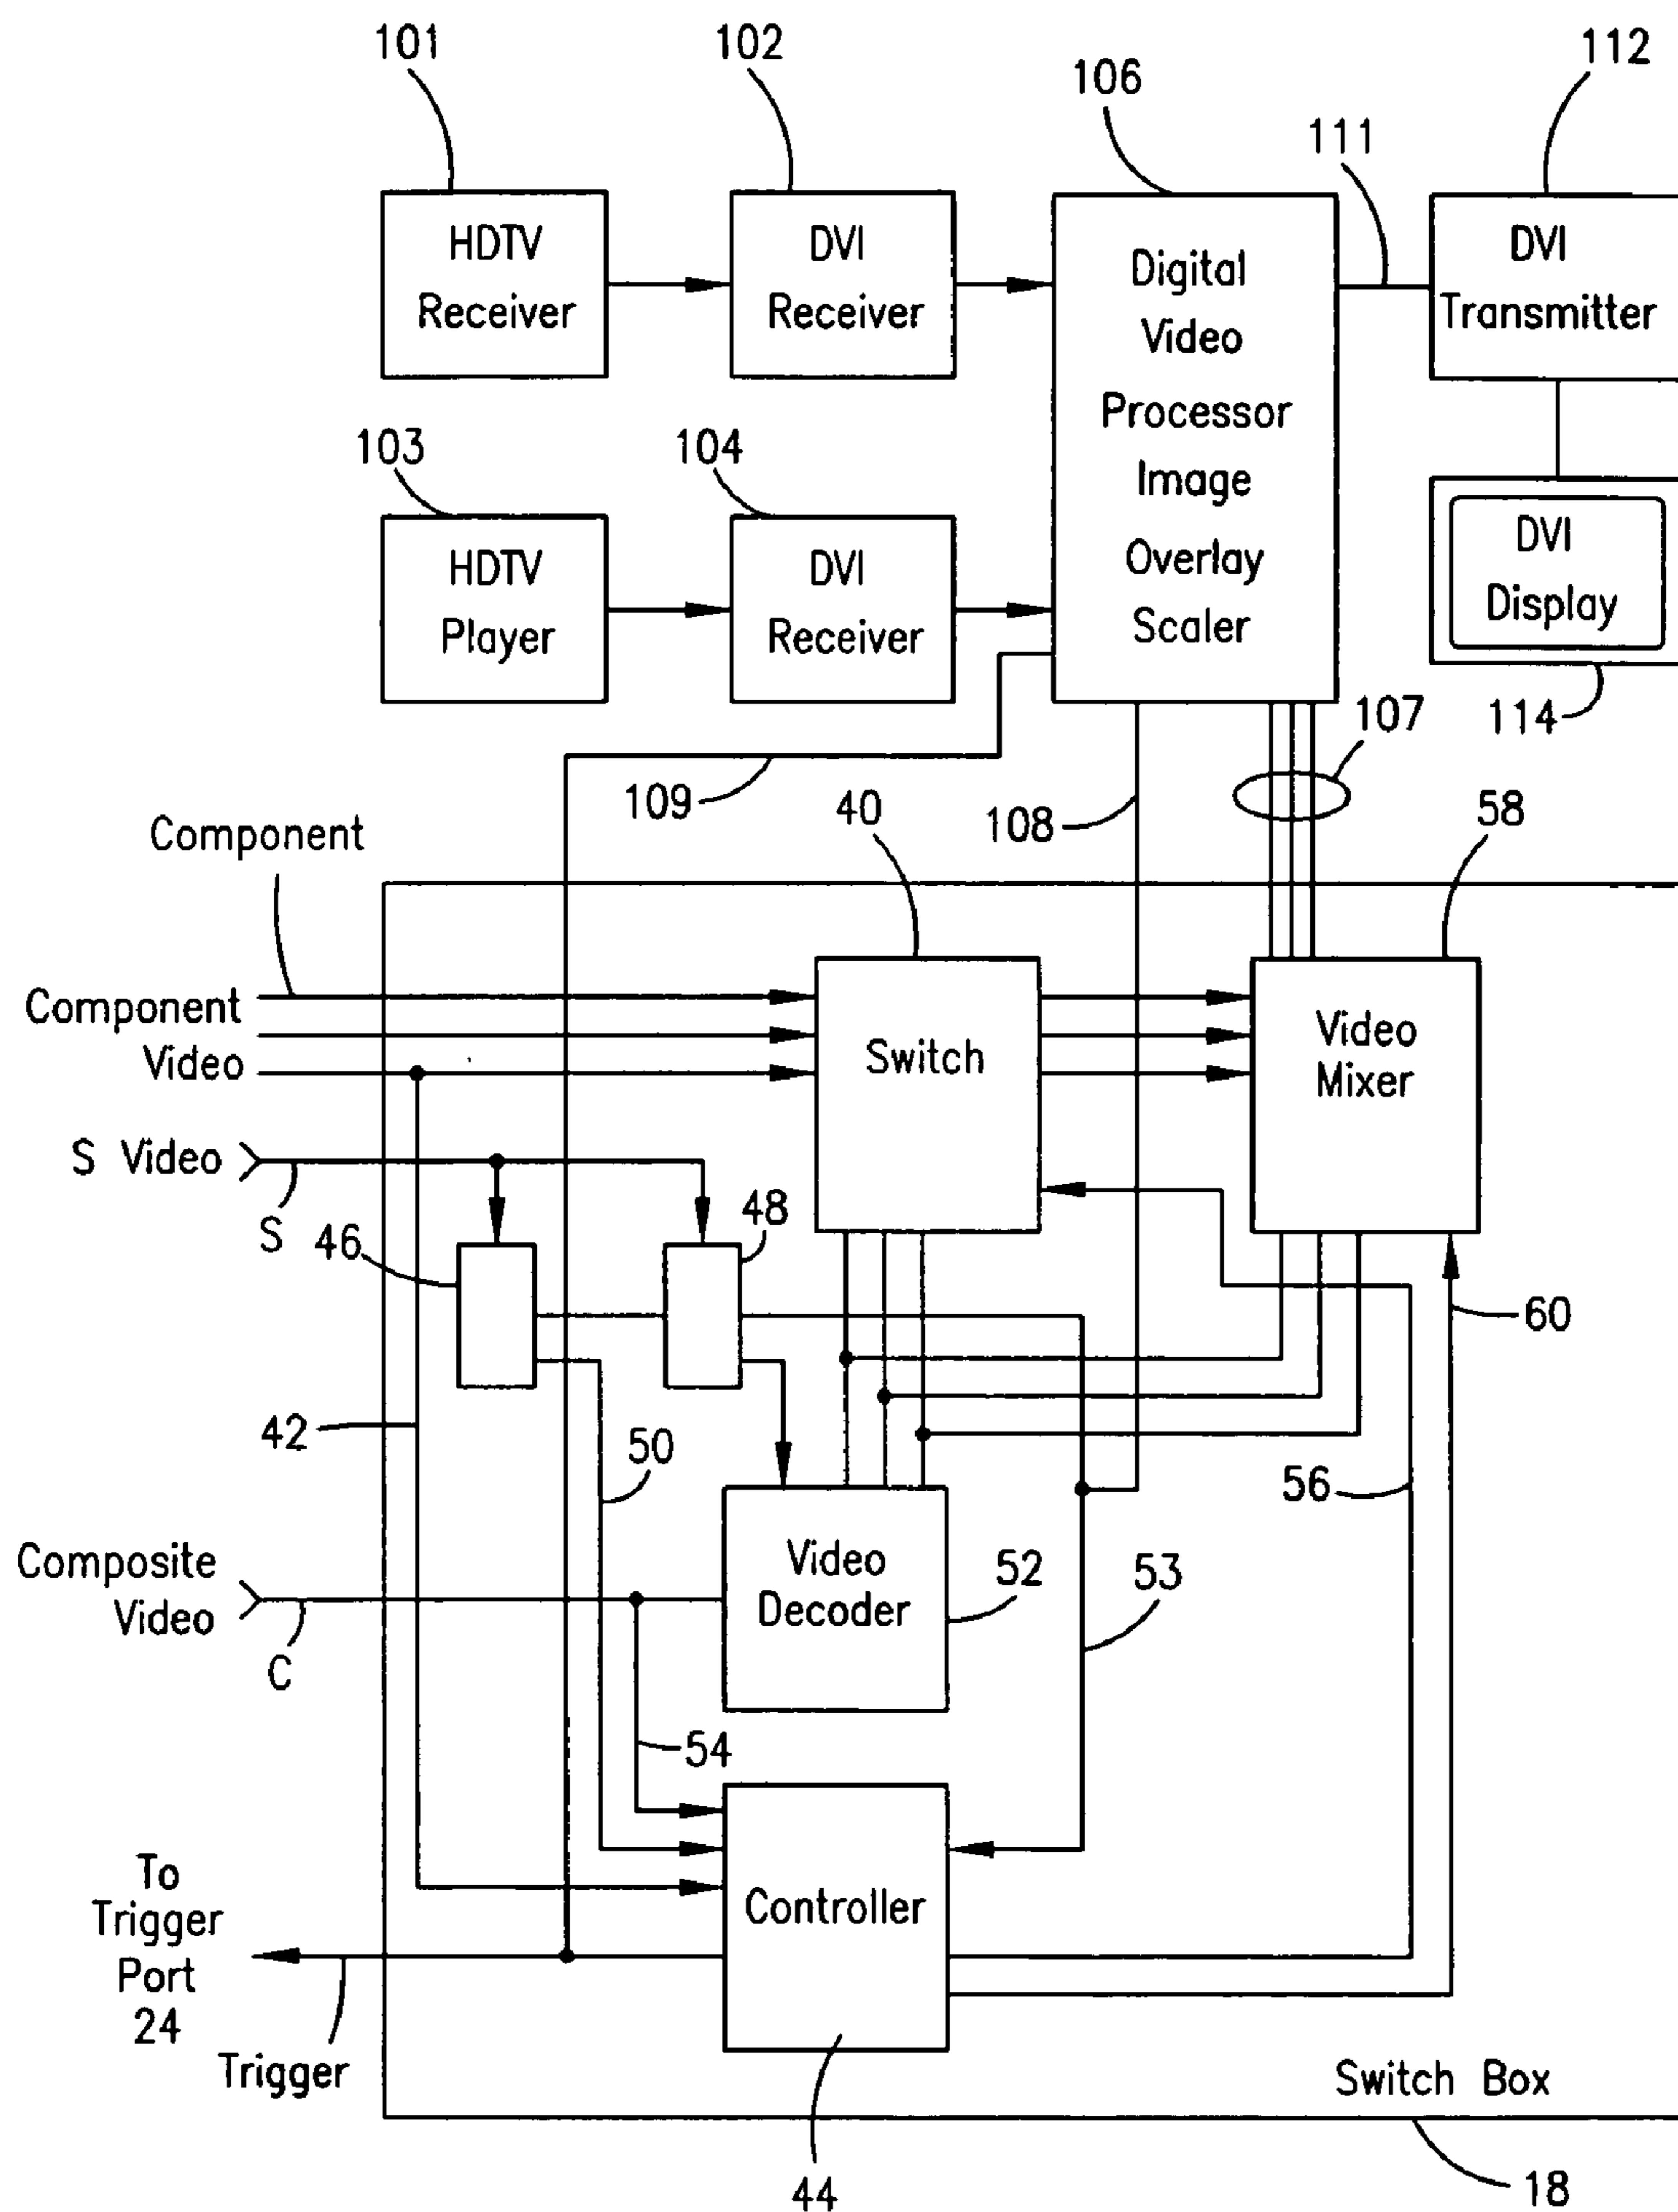 101
102
106
112
111
HDTV
Receiver
DVI
Receiver
Digital
Video
Processor
Image
Overlay
Scaler
DVI
Transmitter
103
104
HDTV
Player
DVI
Receiver
DVI
Display
114
107
109
108
40
58
Component
Component
Video
Switch
Video
Mixer
S Video
S
46
48
60
42
50
56
Composite
Video
C
Video
Decoder
52
53
54
To
Trigger
Port
24
Trigger
Controller
44
Switch Box
18